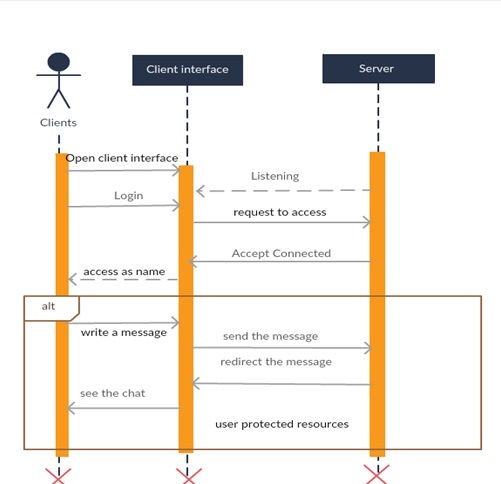 Client interface
Server
Clients
Open client interface
Listening
Login
request to access
Accept Connected
access as name
alt
write a message
send the message
redirect the message
see the chat
user protected resources